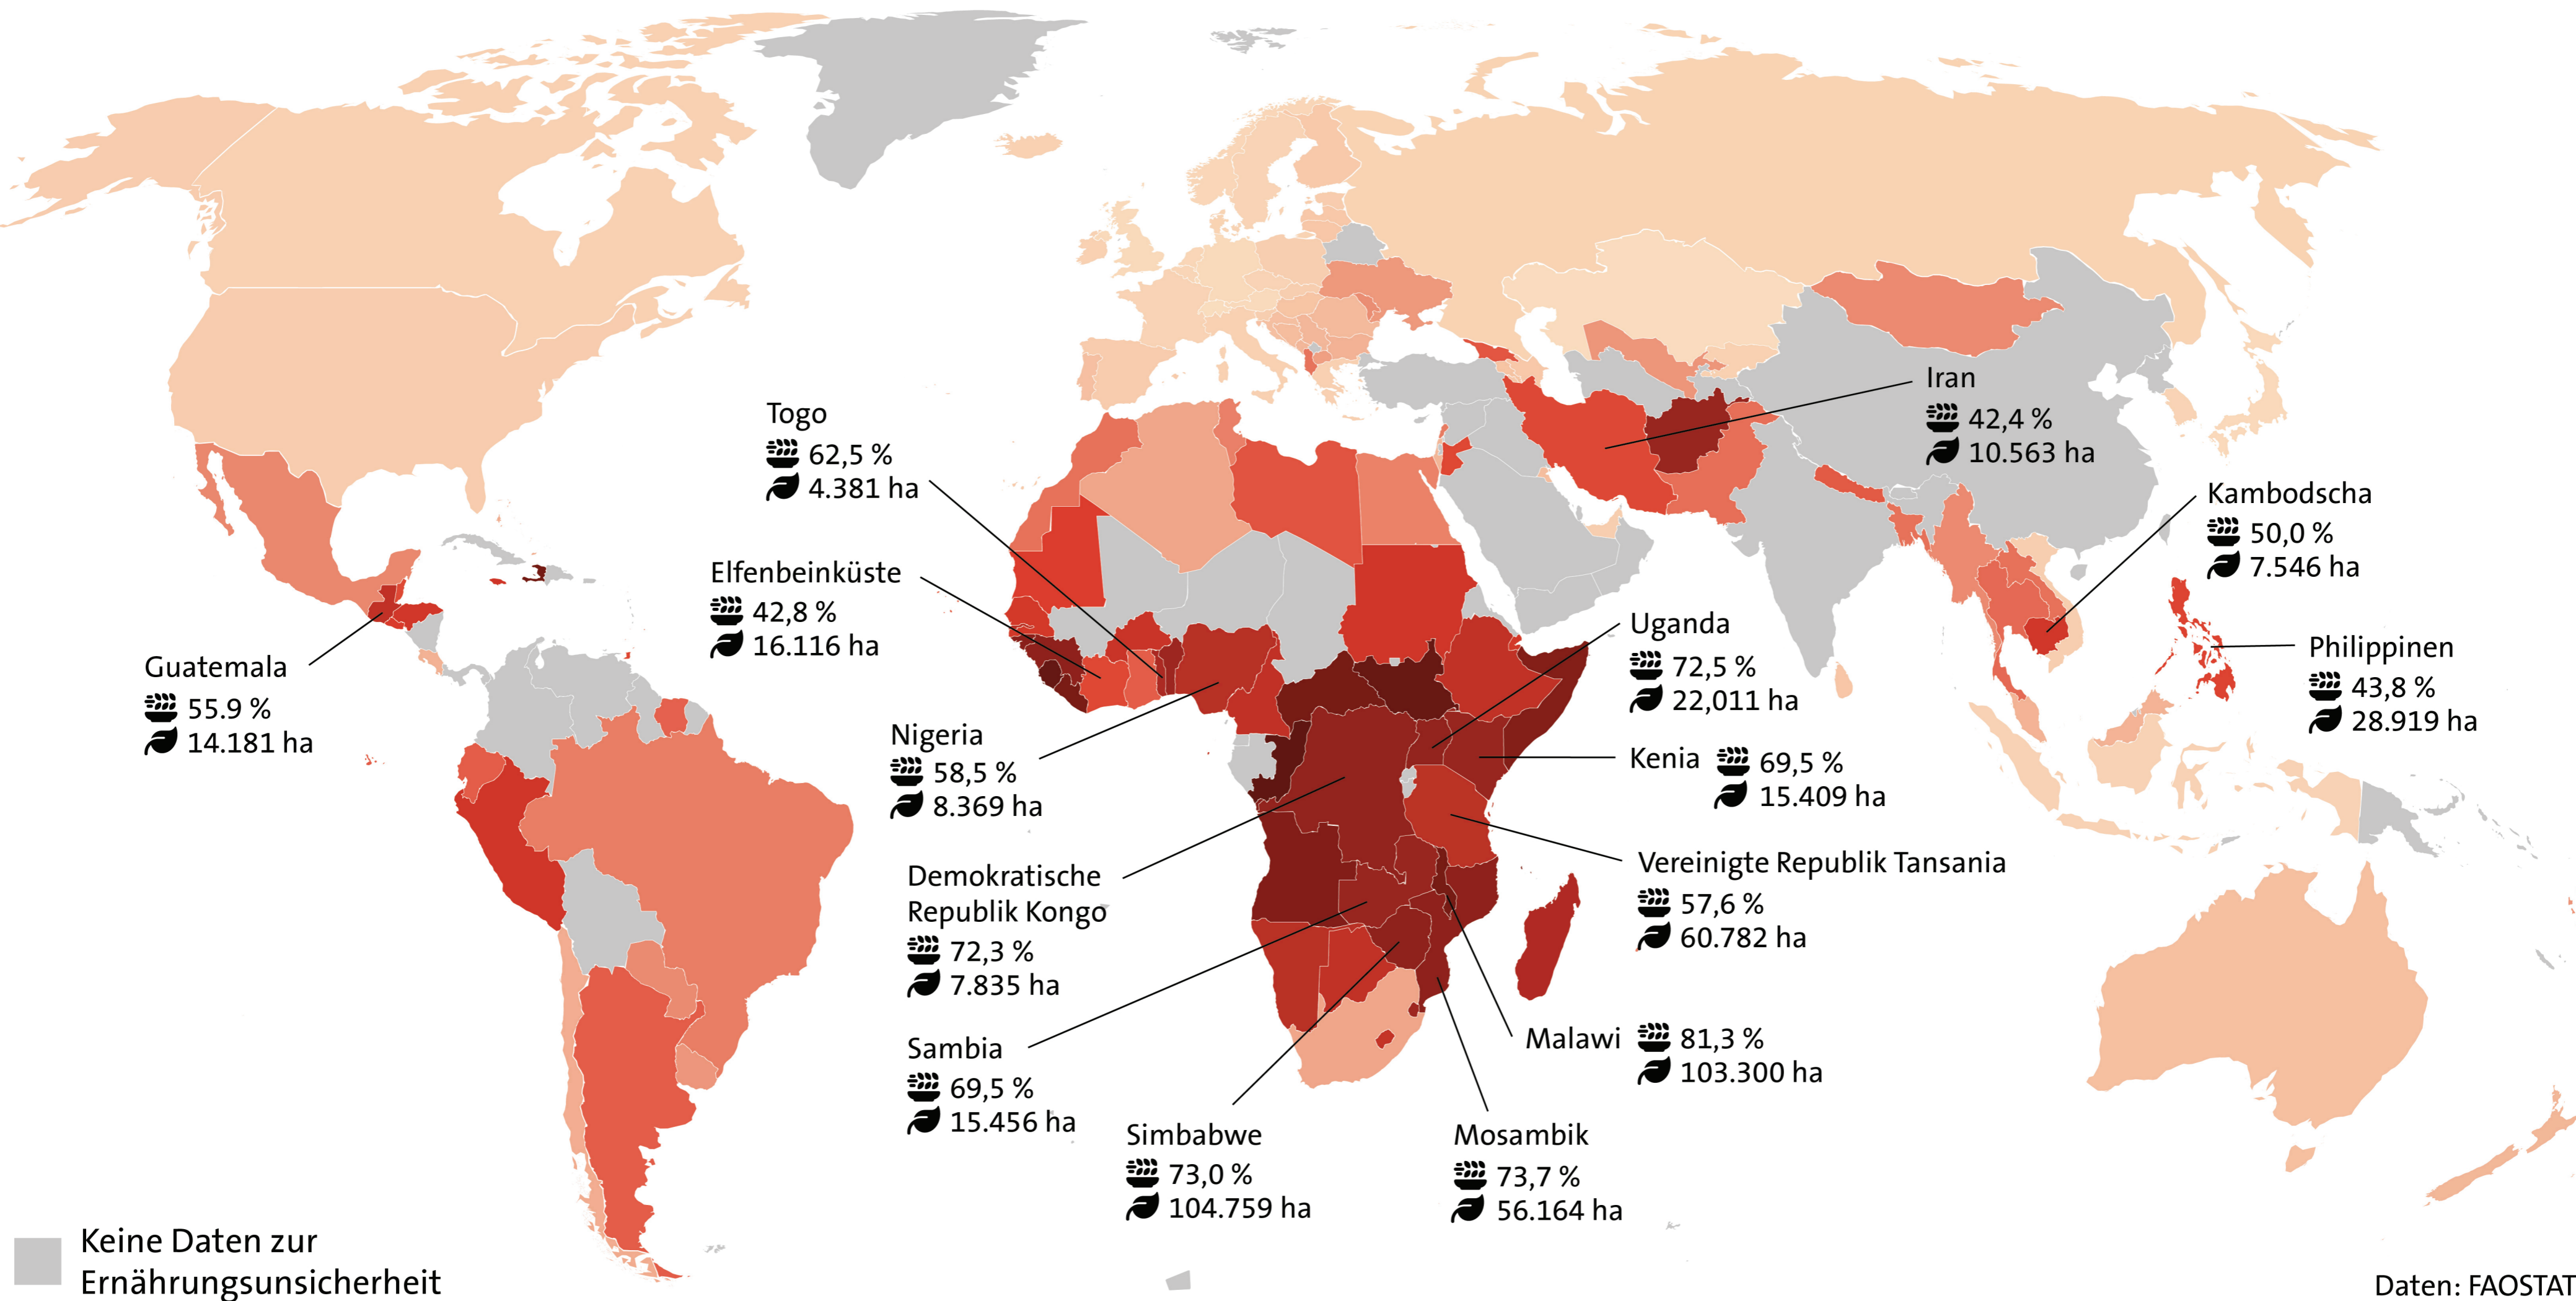 Togo
62,5 %
4.381 ha
Elfenbeinküste
42,8 %
16.116 ha
Guatemala
55.9 %
14.181 ha
Nigeria
58,5 %
8.369 ha
Demokratische
Republik Kongo
72,3 %
7.835 ha
Sambia
69,5 %
15.456 ha
Simbabwe
73,0 %
104.759 ha
Mosambik
73,7 %
56.164 ha
Malawi
81,3 %
103.300 ha
Vereinigte Republik Tansania
57,6 %
60.782 ha
Kenia
69,5 %
15.409 ha
Uganda
72,5 %
22,011 ha
Iran
42,4 %
10.563 ha
Kambodscha
50,0 %
7.546 ha
Philippinen
43,8 %
28.919 ha
Keine Daten zur
Ernährungsunsicherheit
Daten: FAOSTAT